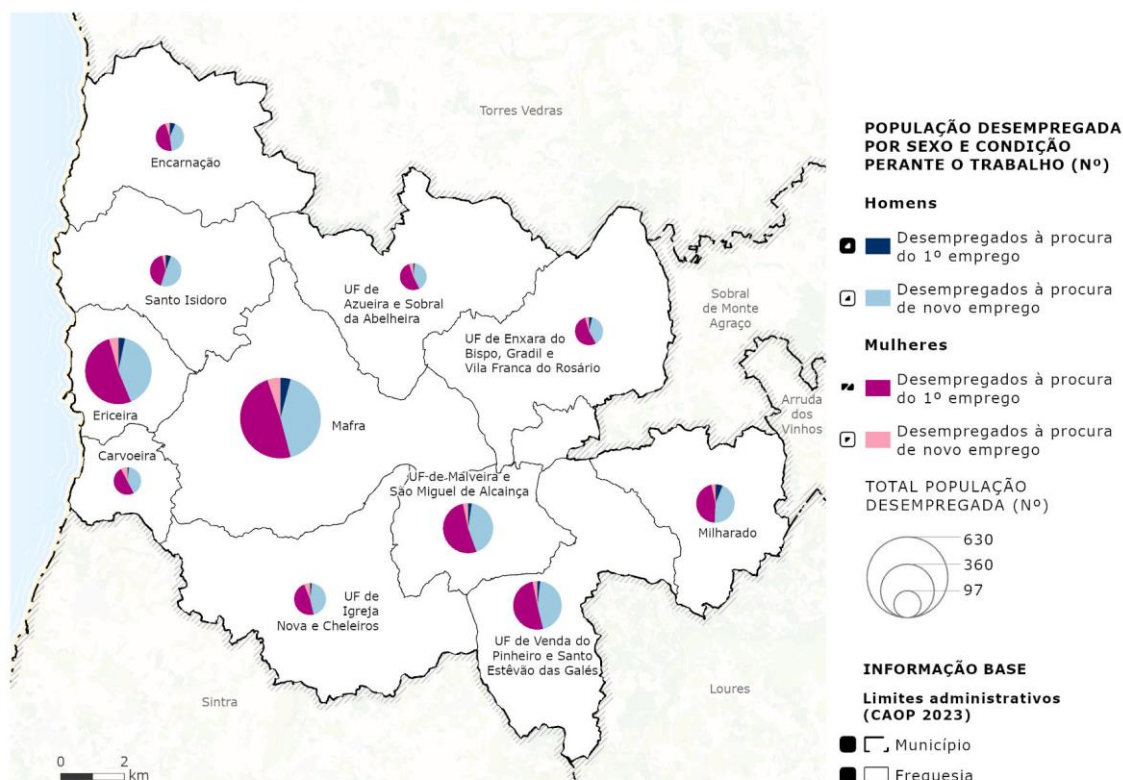 Torres Vedras
Encarnação
Santo Isidoro
UF de
Azueira e Sobral
da Abelheira
Sobral
de Monte
Agraço
UF de Enxara do
Bispo, Gradil e
Vila Franca do Rosário
Ericeira
Mafra
Arruda
dos
Vinhos
Carvoeira
UF de Malveira e
São Miguel de Alcainça
Milharado
UF de
Igreja
Nova e Cheleiros
UF de Venda do
Pinheiro e Santo
Estêvão das Galés
Sintra
Loures
0 2
km
POPULAÇÃO DESEMPREGADA
POR SEXO E CONDIÇÃO
PERANTE O TRABALHO (Nº)
Homens
Desempregados à procura
do 1º emprego
Desempregados à procura
de novo emprego
Mulheres
Desempregados à procura
do 1º emprego
Desempregados à procura
de novo emprego
TOTAL POPULAÇÃO
DESEMPREGADA (Nº)
630
360
97
INFORMAÇÃO BASE
Limites administrativos
(CAOP 2023)
Município
Freguesia